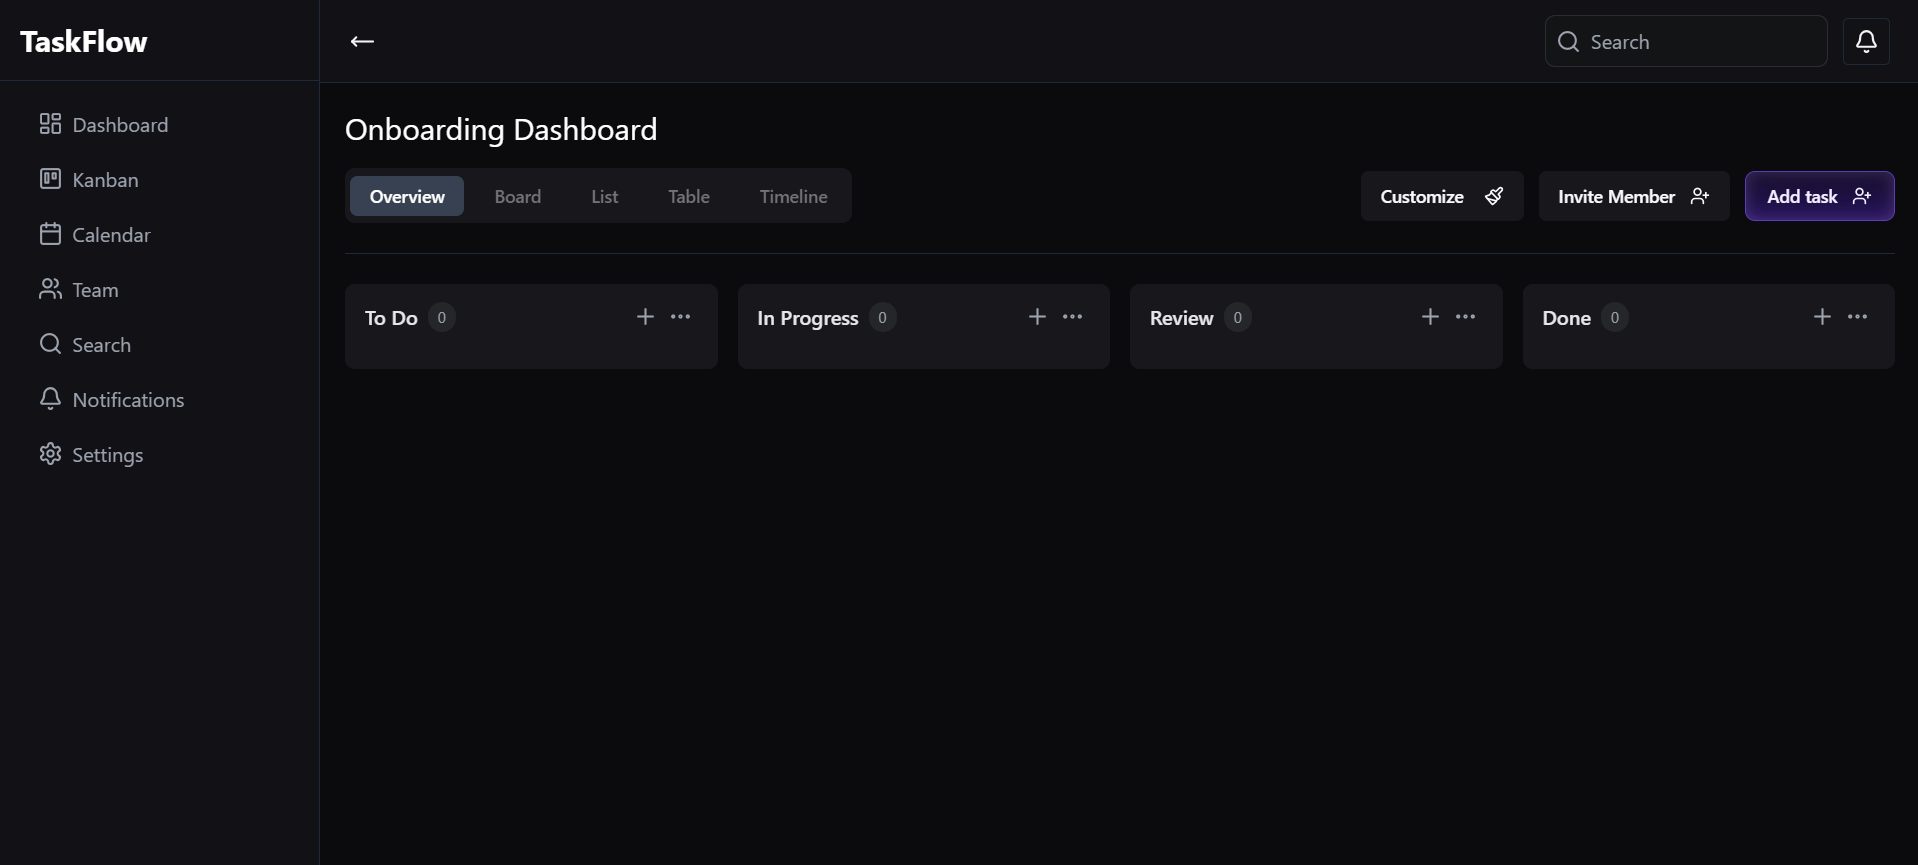 TaskFlow
Search
Dashboard
Kanban
Calendar
Team
Search
Notifications
Settings
Onboarding Dashboard
Overview Board List Table Timeline
Customize Invite Member Add task
To Do 0
In Progress 0
Review 0
Done 0